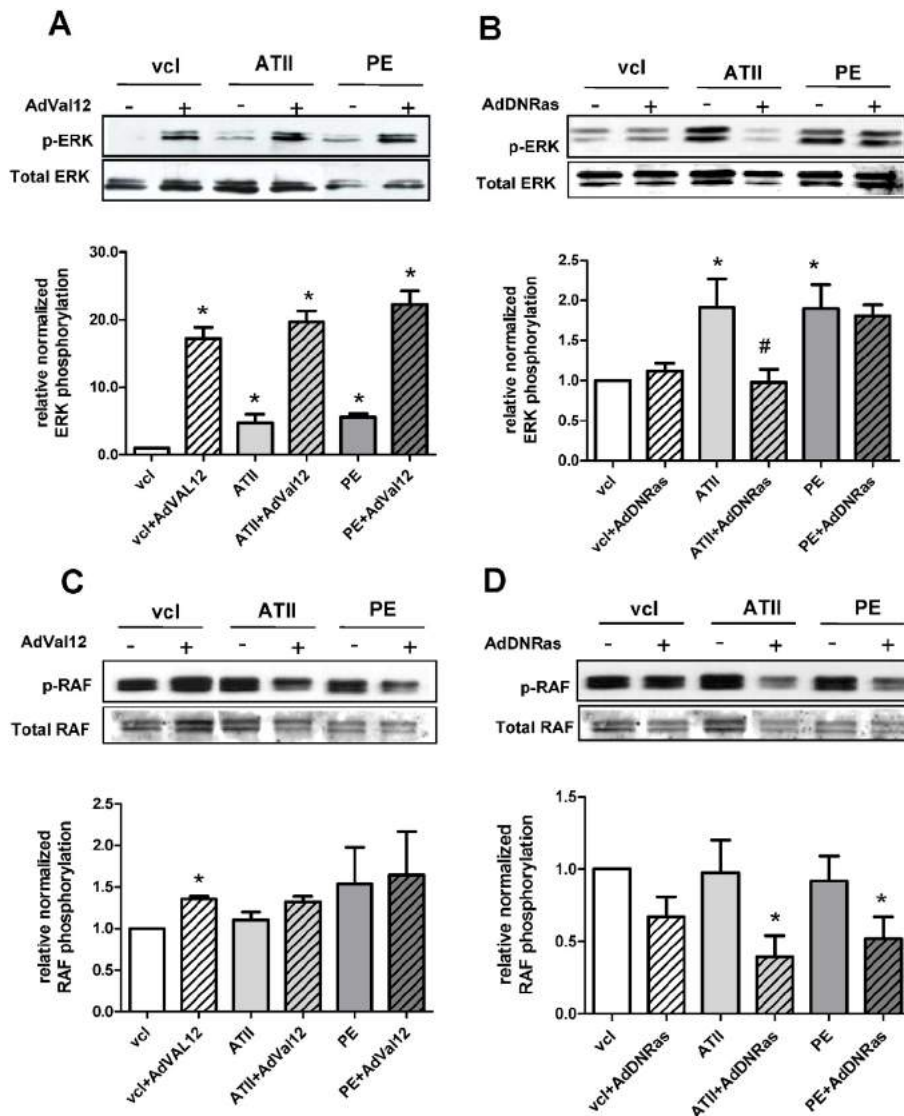 A
vcl ATII PE
AdVal12 - + - + - +
p-ERK
Total ERK
relative normalized
ERK phosphorylation
30.0
20.0
10.0
0.0
* * * * *
vcl
vcl+AdVAL12
ATII
ATII+AdVal12
PE
PE+AdVal12
B
vcl ATII PE
AdDNRas - + - + - +
p-ERK
Total ERK
relative normalized
ERK phosphorylation
2.5
2.0
1.5
1.0
0.5
* # *
vcl
vcl+AdDNRas
ATII
ATII+AdDNRas
PE
PE+AdDNRas
C
vcl ATII PE
AdVal12 - + - + - +
p-RAF
Total RAF
relative normalized
RAF phosphorylation
2.5
2.0
1.5
1.0
0.5
0.0
*
vcl
vcl+AdVAL12
ATII
ATII+AdVal12
PE
PE+AdVal12
D
vcl ATII PE
AdDNRas - + - + - +
p-RAF
Total RAF
relative normalized
RAF phosphorylation
1.5
1.0
0.5
0.0
* *
vcl
vcl+AdDNRas
ATII
ATII+AdDNRas
PE
PE+AdDNRas